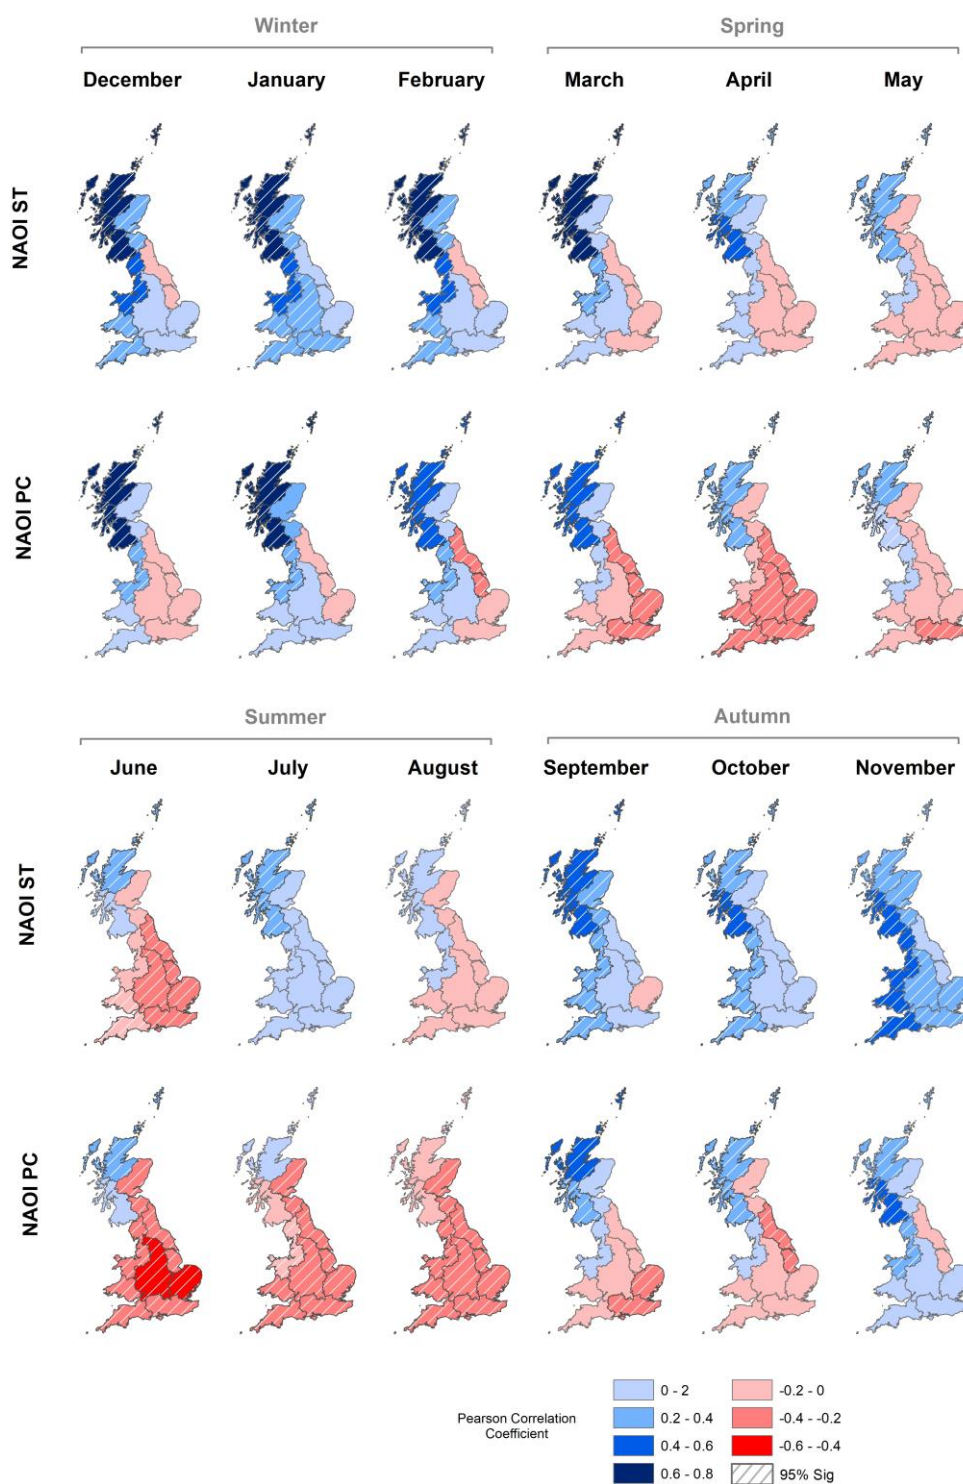 Winter Spring
December January February March April May
NAOI ST
NAOI PC
Summer Autumn
June July August September October November
NAOI ST
NAOI PC
Pearson Correlation
Coefficient
0 - 2 -0.2 - 0
0.2 - 0.4 -0.4 - -0.2
0.4 - 0.6 -0.6 - -0.4
0.6 - 0.8 95% Sig